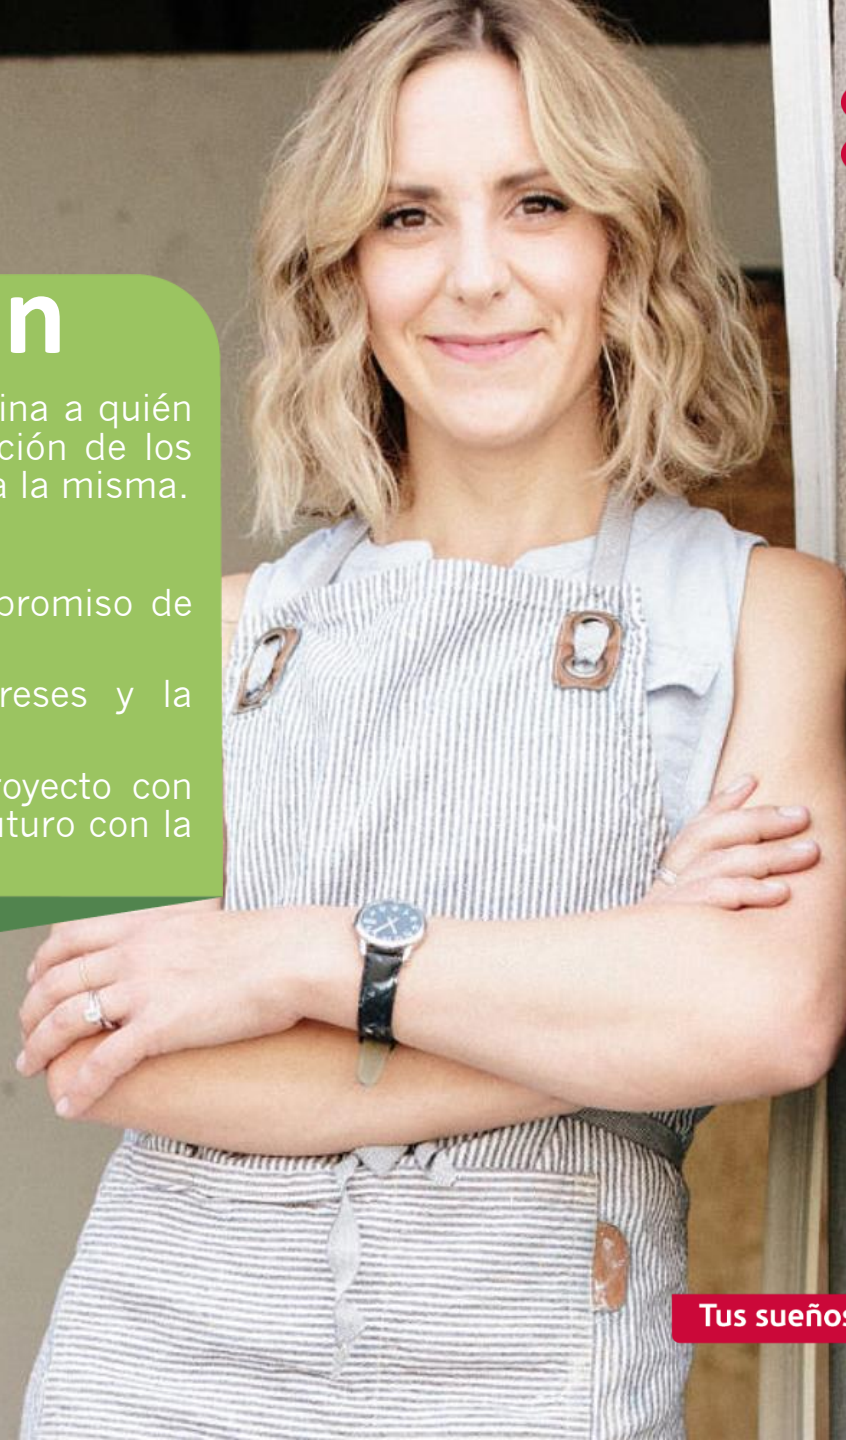 n
ina a quién
ción de los
a la misma.
promiso de
reses y la
royecto con
uturo con la
Tus sueños